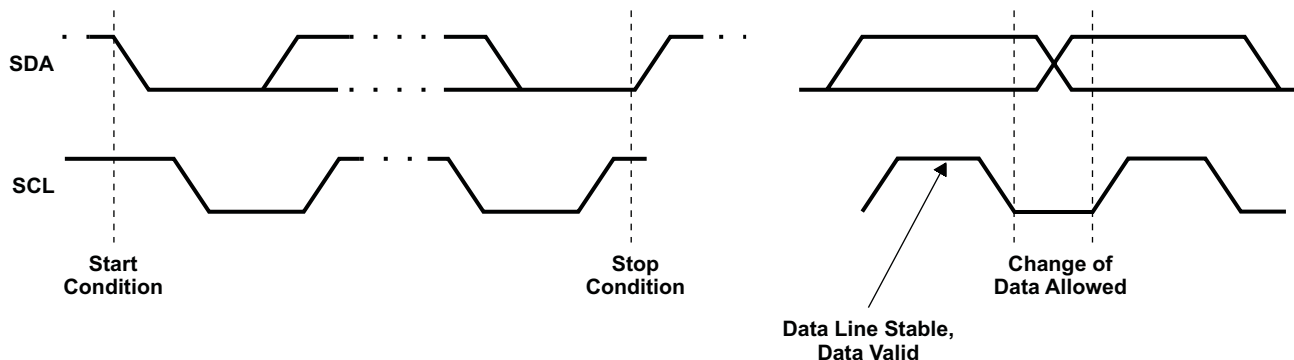 SDA
SCL
Start
Condition
Stop
Condition
Change of
Data Allowed
Data Line Stable,
Data Valid